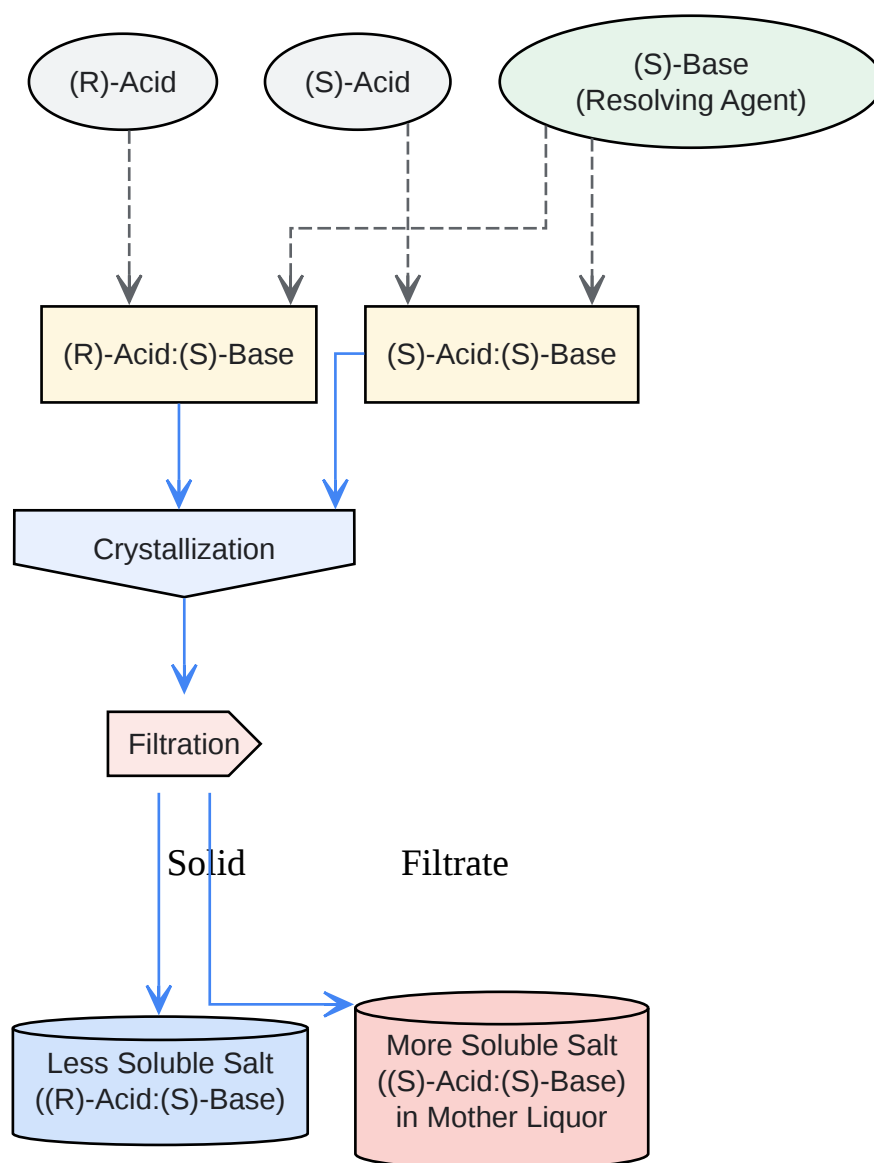 (R)-Acid
(S)-Acid
(S)-Base
(Resolving Agent)
(R)-Acid:(S)-Base
(S)-Acid:(S)-Base
Crystallization
Filtration
Solid
Filtrate
Less Soluble Salt
((R)-Acid:(S)-Base)
More Soluble Salt
((S)-Acid:(S)-Base)
in Mother Liquor